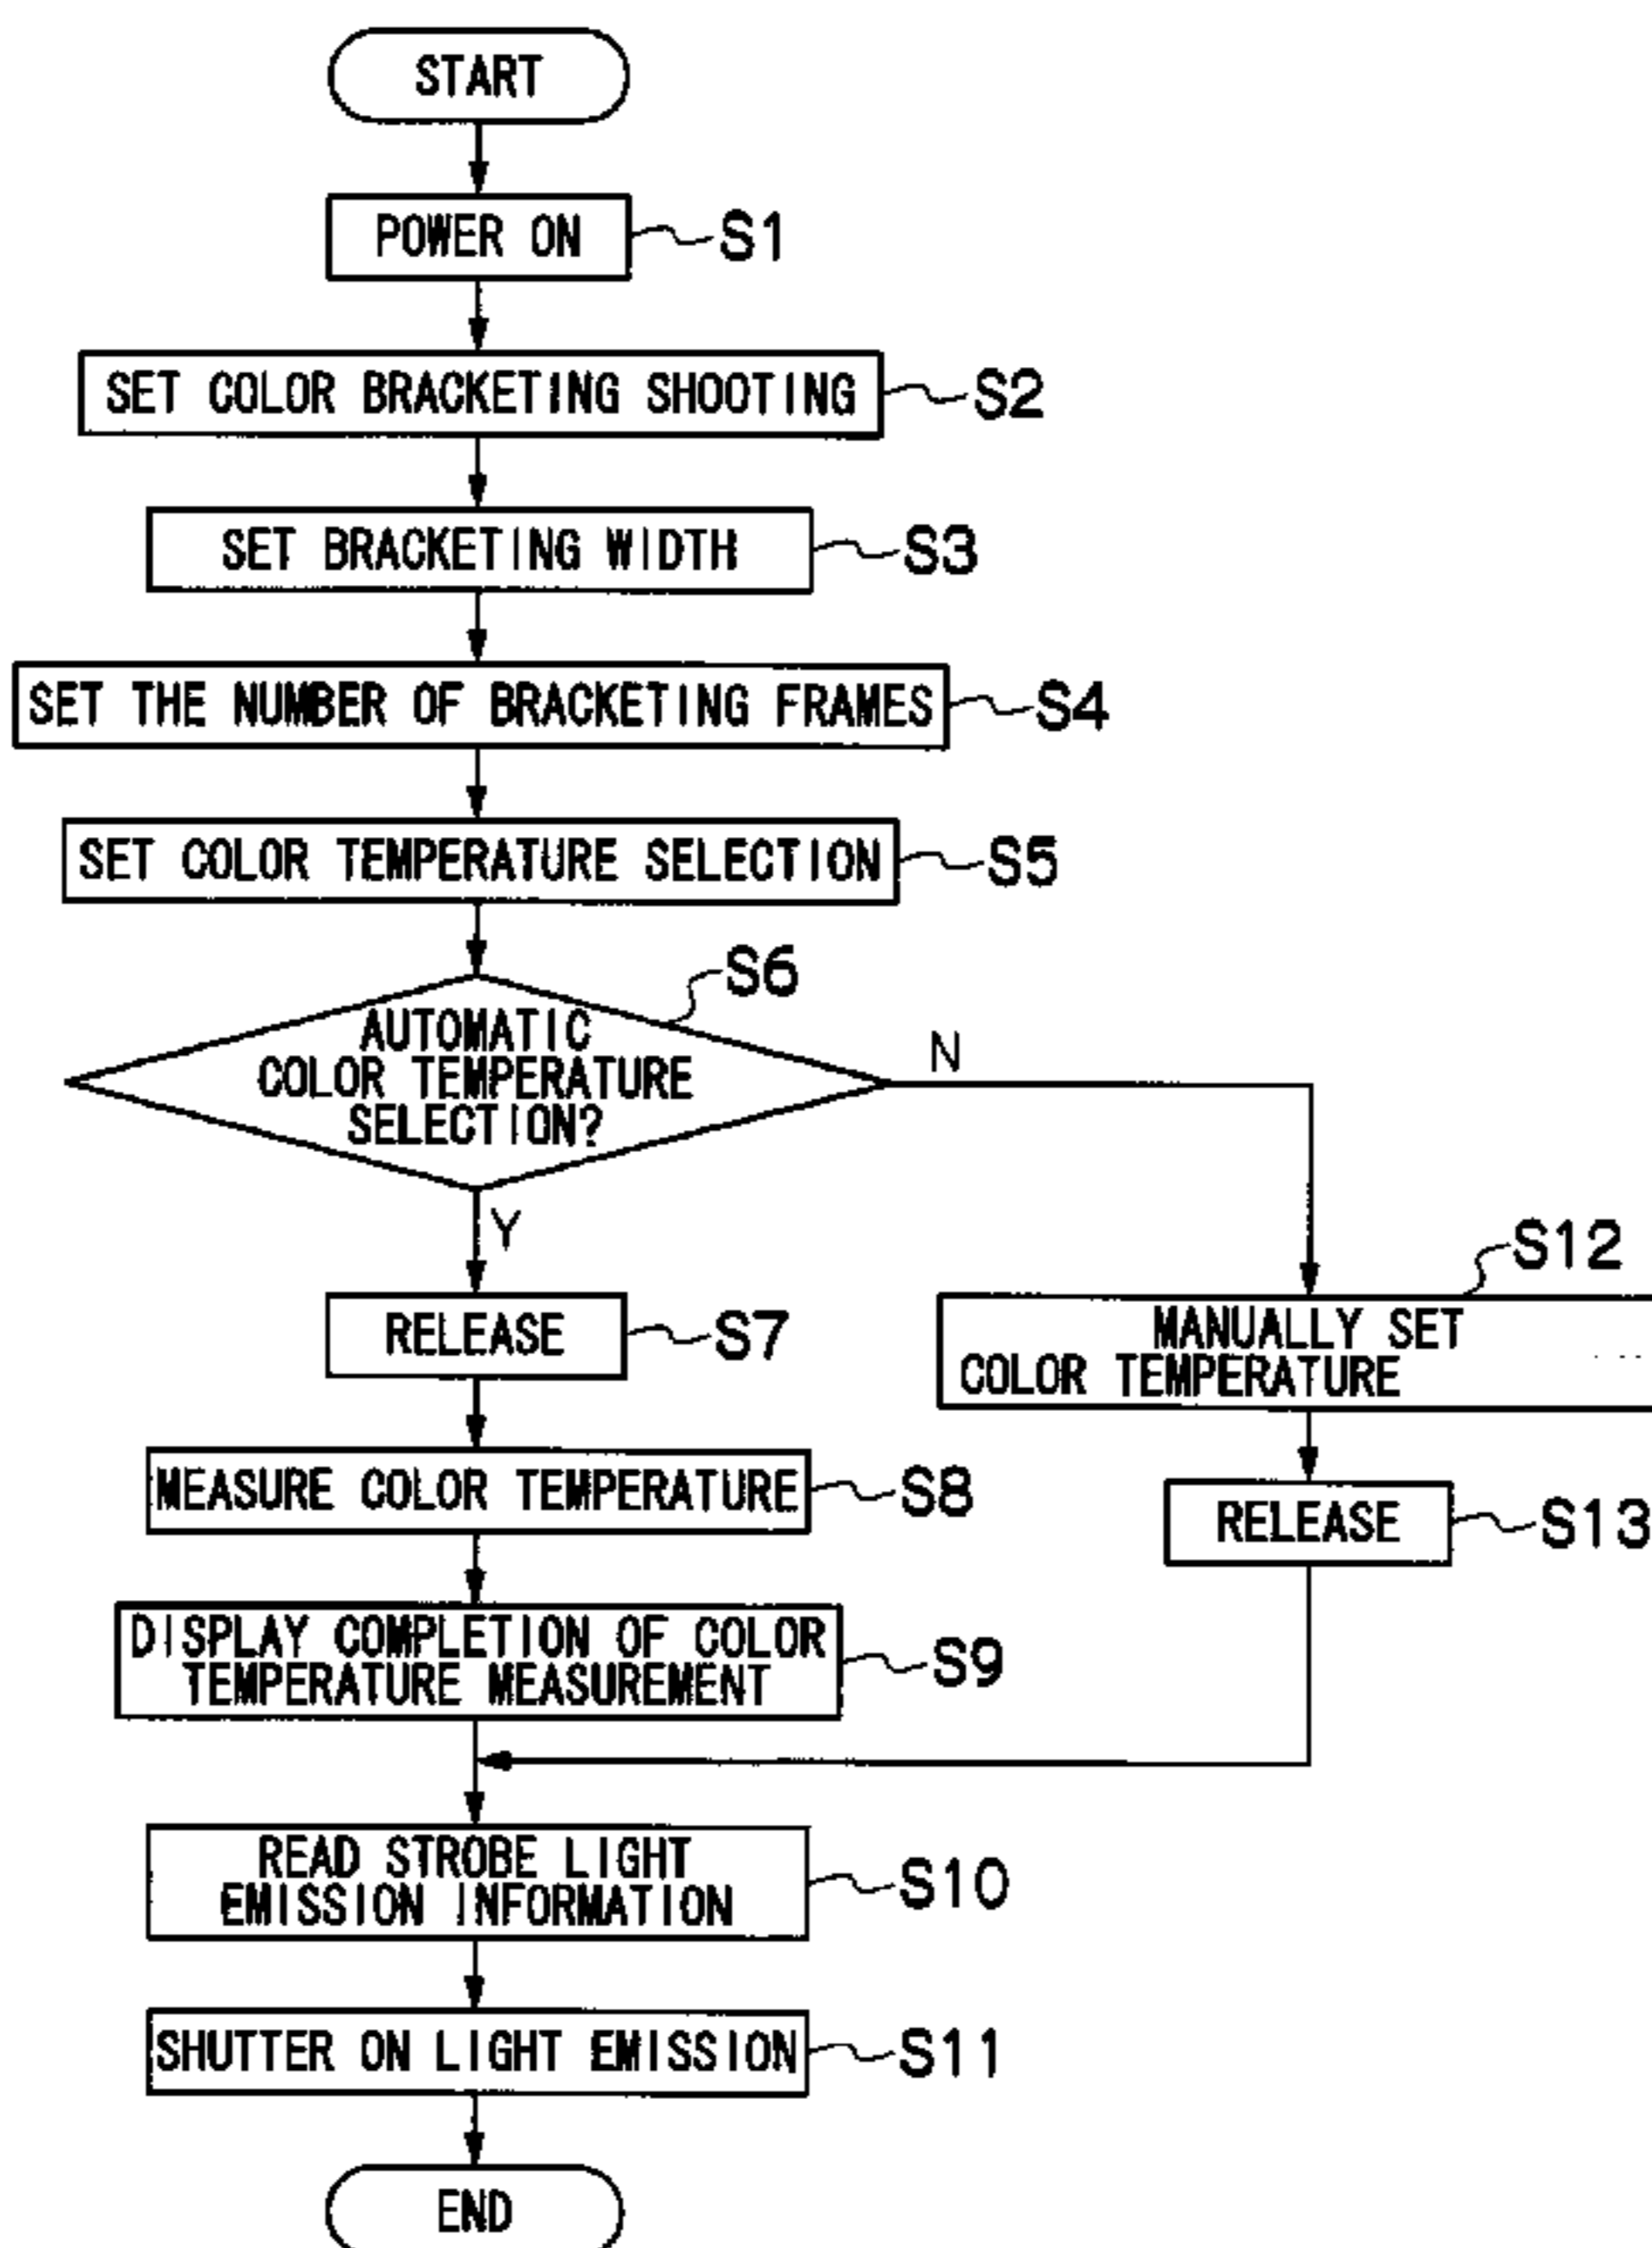 START
POWER ON
S1
SET COLOR BRACKETING SHOOTING
S2
SET BRACKETING WIDTH
S3
SET THE NUMBER OF BRACKETING FRAMES
S4
SET COLOR TEMPERATURE SELECTION
S5
S6
AUTOMATIC
COLOR TEMPERATURE
SELECTION?
N
Y
RELEASE
S7
S12
MANUALLY SET
COLOR TEMPERATURE
MEASURE COLOR TEMPERATURE
S8
RELEASE
S13
DISPLAY COMPLETION OF COLOR
TEMPERATURE MEASUREMENT
S9
READ STROBE LIGHT
EMISSION INFORMATION
S10
SHUTTER ON LIGHT EMISSION
S11
END